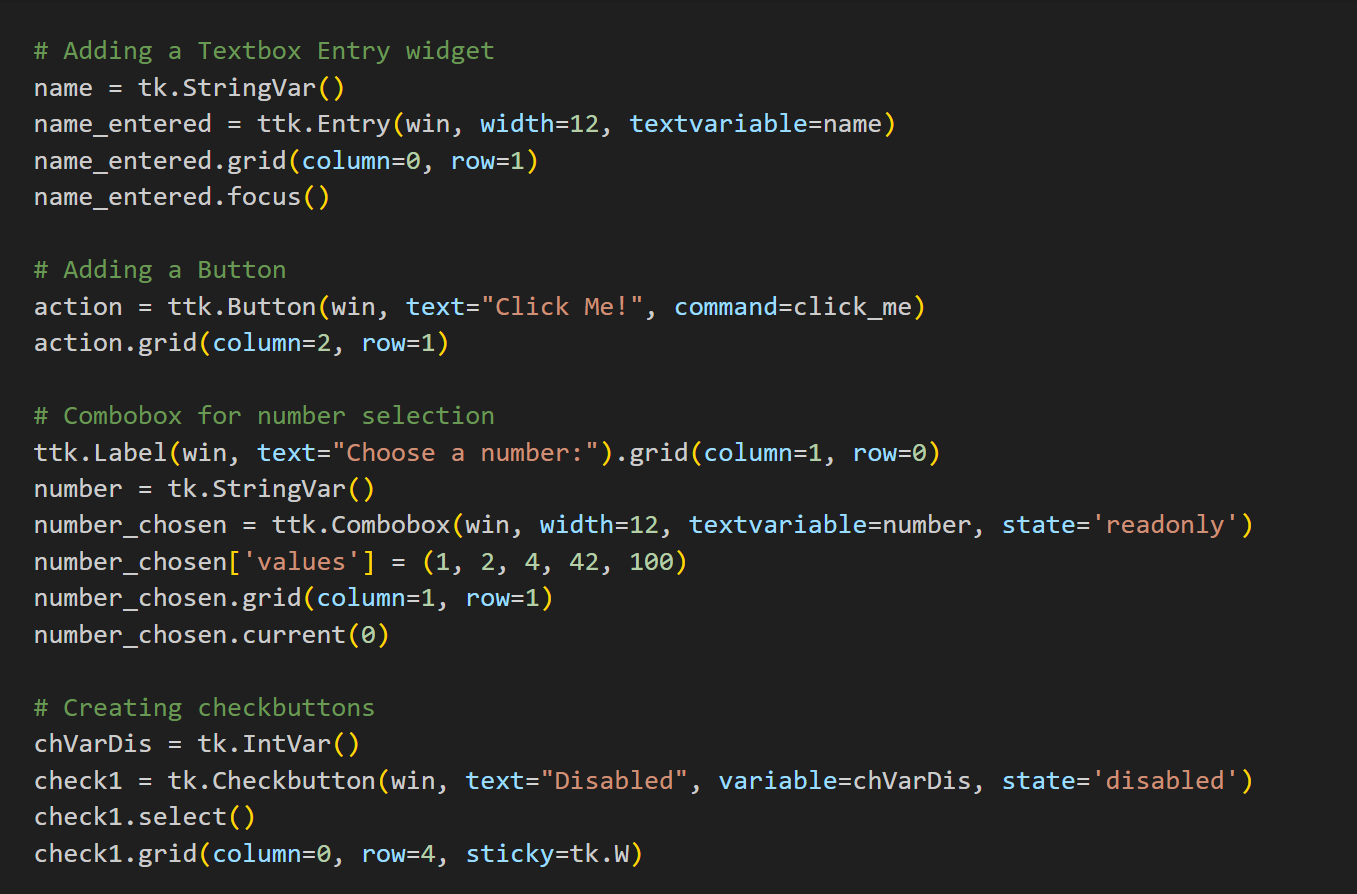 # Adding a Textbox Entry widget
name = tk.StringVar()
name_entered = ttk.Entry(win, width=12, textvariable=name)
name_entered.grid(column=0, row=1)
name_entered.focus()

# Adding a Button
action = ttk.Button(win, text="Click Me!", command=click_me)
action.grid(column=2, row=1)

# Combobox for number selection
ttk.Label(win, text="Choose a number:").grid(column=1, row=0)
number = tk.StringVar()
number_chosen = ttk.Combobox(win, width=12, textvariable=number, state='readonly')
number_chosen['values'] = (1, 2, 4, 42, 100)
number_chosen.grid(column=1, row=1)
number_chosen.current(0)

# Creating checkbuttons
chVarDis = tk.IntVar()
check1 = tk.Checkbutton(win, text="Disabled", variable=chVarDis, state='disabled')
check1.select()
check1.grid(column=0, row=4, sticky=tk.W)